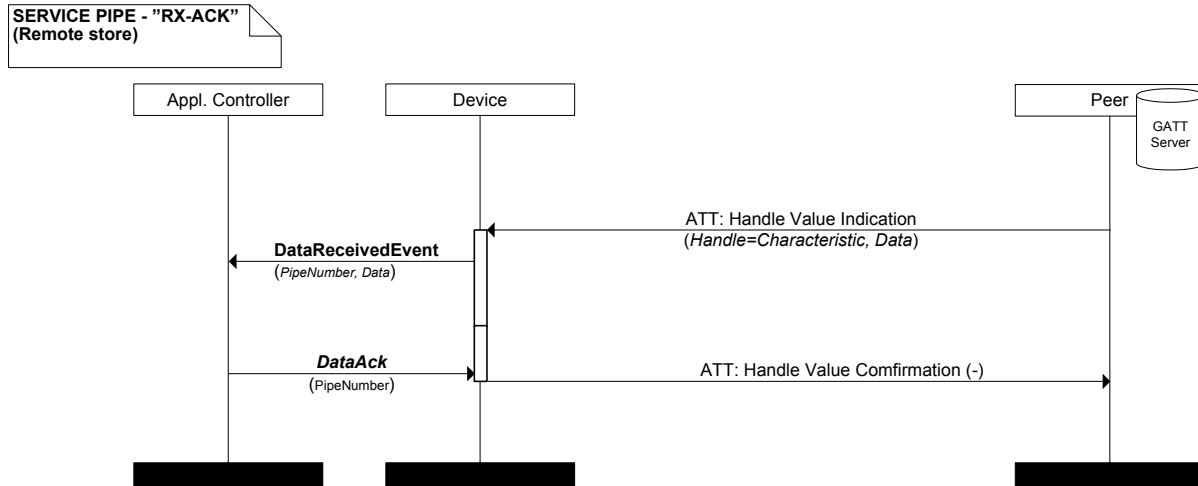 SERVICE PIPE - ”RX-ACK”
(Remote store)
Appl. Controller
Device
Peer
GATT
Server
ATT: Handle Value Indication
(Handle=Characteristic, Data)
DataReceivedEvent
(PipeNumber, Data)
DataAck
(PipeNumber)
ATT: Handle Value Comfirmation (-)